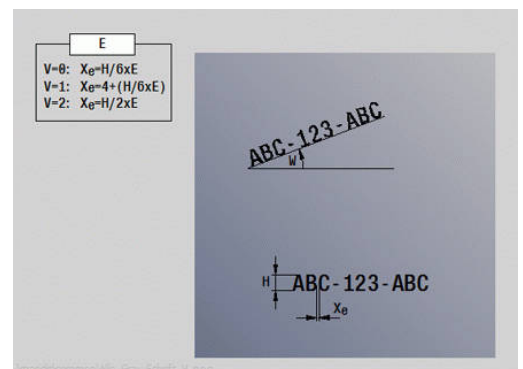 E
V=0: Xe=H/6xE
V=1: Xe=4+(H/6xE)
V=2: Xe=H/2xE
ABC-123-ABC
W
H
ABC-123-ABC
Xe